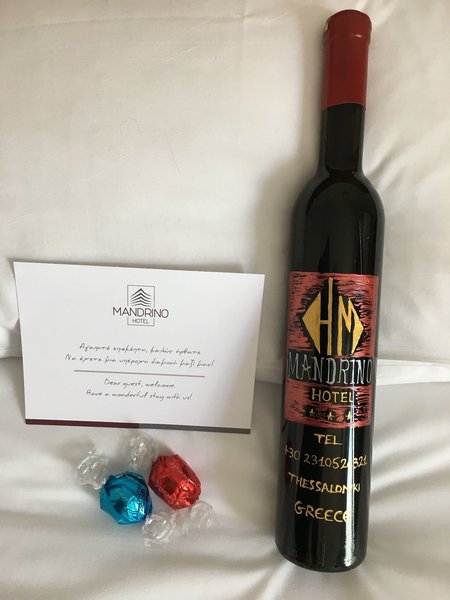 MANDRINO
HOTEL
Αγαπητέ επισκέπτη, καλώς ήρθατε
Να έχετε μια υπέροχη διαμονή μαζί μας!
Dear guest, welcome.
Have a wonderful stay with us!
HM
MANDRINO
HOTEL
TEL
+30 2310526321
THESSALONIKI
GREECE